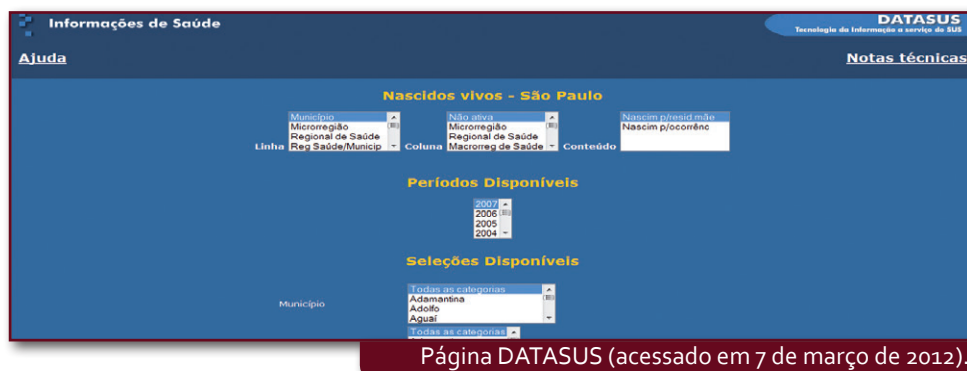 Informações de Saúde
DATASUS
Tecnologia da Informação a serviço do SUS
Ajuda
Notas técnicas
Nascidos vivos - São Paulo
Linha
Município
Microrregião
Regional de Saúde
Reg Saúde/Municip
Coluna
Não ativa
Microrregião
Regional de Saúde
Macrorreg de Saúde
Conteúdo
Nascim p/resid.mãe
Nascim p/ocorrênc
Períodos Disponíveis
2007
2006
2005
2004
Seleções Disponíveis
Município
Todas as categorias
Adamantina
Adolfo
Aguaí
Todas as categorias
Página DATASUS (acessado em 7 de março de 2012).